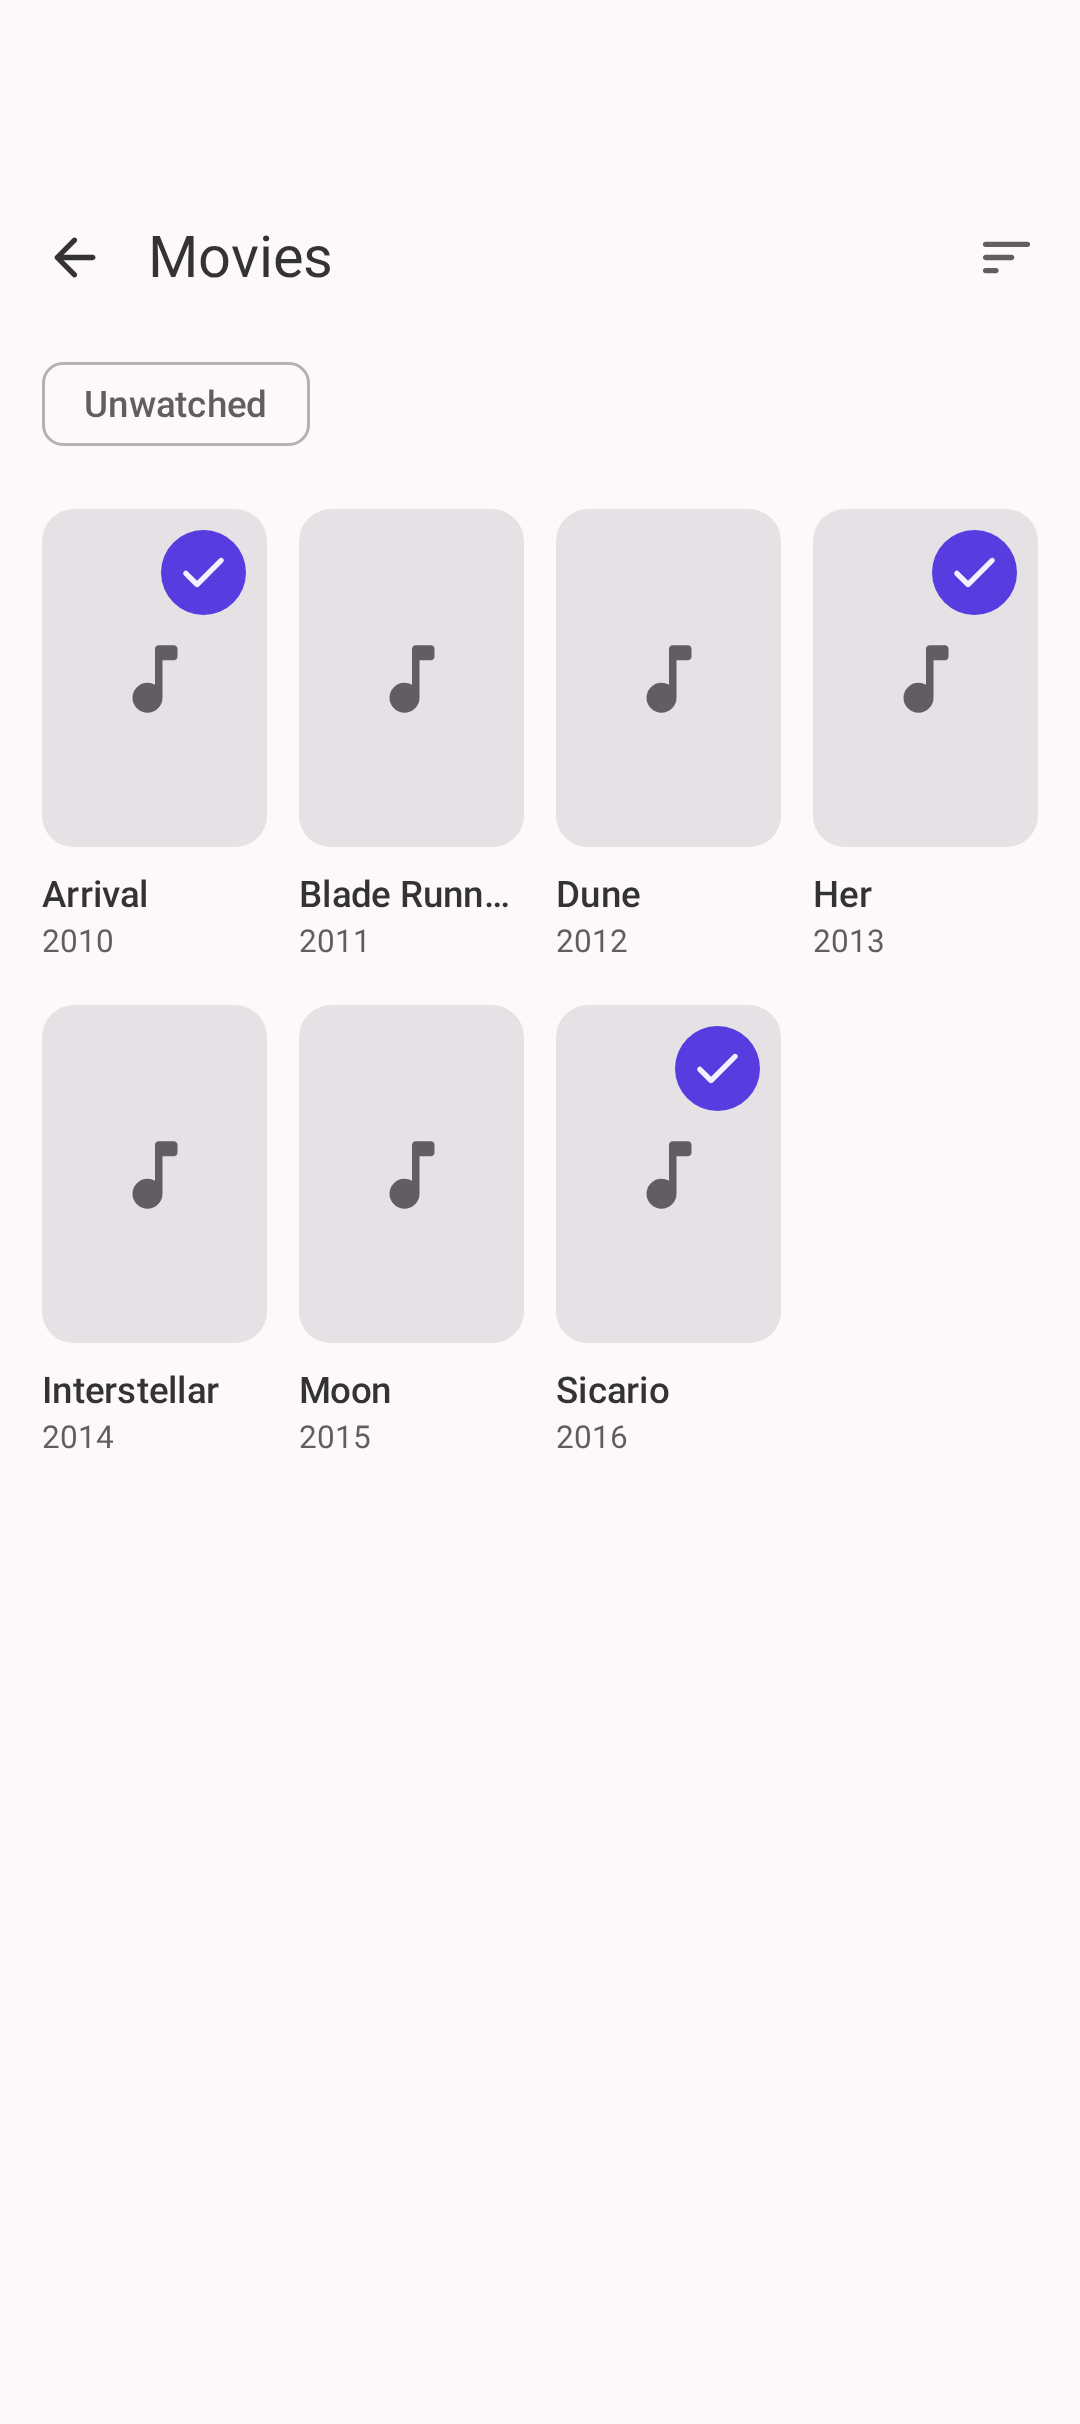 Movies
Unwatched
Arrival
2010
Blade Runn...
2011
Dune
2012
Her
2013
Interstellar
2014
Moon
2015
Sicario
2016